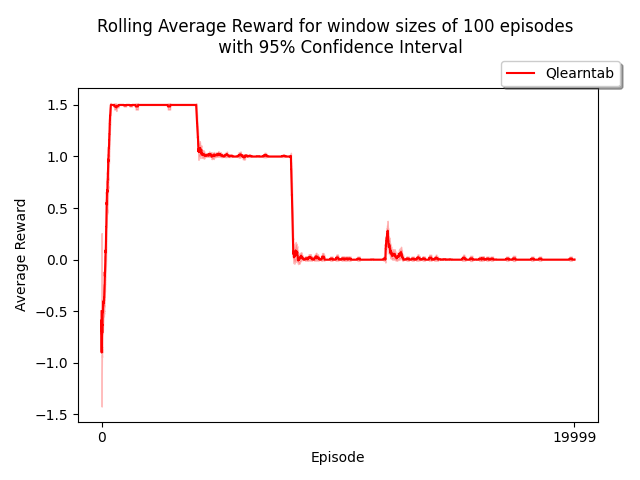 Rolling Average Reward for window sizes of 100 episodes
with 95% Confidence Interval
Qlearntab
1.5
1.0
0.5
0.0
−0.5
−1.0
−1.5
Average Reward
0
19999
Episode